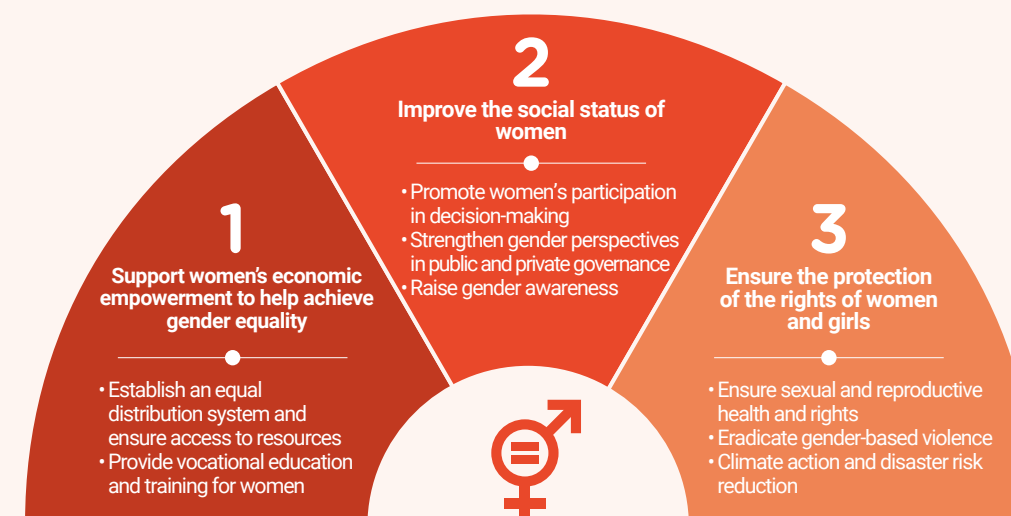 1
Support women’s economic
empowerment to help achieve
gender equality
• Establish an equal
distribution system and
ensure access to resources
• Provide vocational education
and training for women
2
Improve the social status of
women
• Promote women’s participation
in decision-making
• Strengthen gender perspectives
in public and private governance
• Raise gender awareness
3
Ensure the protection
of the rights of women
and girls
• Ensure sexual and reproductive
health and rights
• Eradicate gender-based violence
• Climate action and disaster risk
reduction